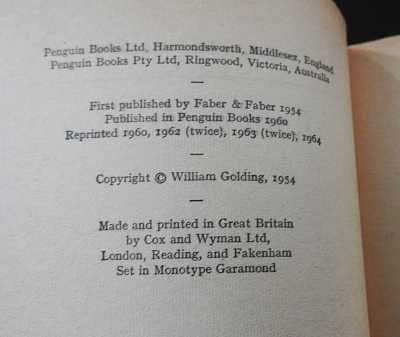 Penguin Books Ltd, Harmondsworth, Middlesex, England
Penguin Books Pty Ltd, Ringwood, Victoria, Australia
—
First published by Faber & Faber 1954
Published in Penguin Books 1960
Reprinted 1960, 1962 (twice), 1963 (twice), 1964
—
Copyright © William Golding, 1954
—
Made and printed in Great Britain
by Cox and Wyman Ltd,
London, Reading, and Fakenham
Set in Monotype Garamond